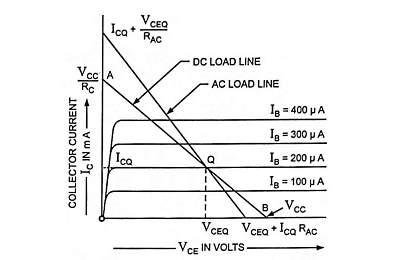 I_CQ + V_CEQ / R_AC
DC LOAD LINE
AC LOAD LINE
V_CC / R_C
A
I_B = 400 μ A
I_B = 300 μ A
I_CQ
Q
I_B = 200 μ A
I_B = 100 μ A
COLLECTOR CURRENT
I_C IN mA
B
V_CC
O
V_CEQ
V_CEQ + I_CQ R_AC
V_CE IN VOLTS